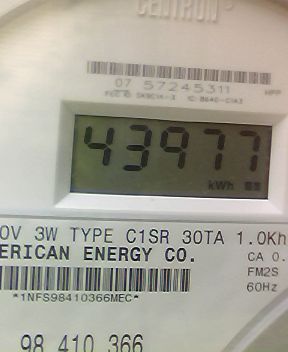 CENTRON®
07 57245311
HPP
43977
kWh
0V 3W TYPE C1SR 30TA 1.0Kh
ERICAN ENERGY CO.
CA 0.
FM2S
60Hz
*1NFS98410366MEC*
98 410 366